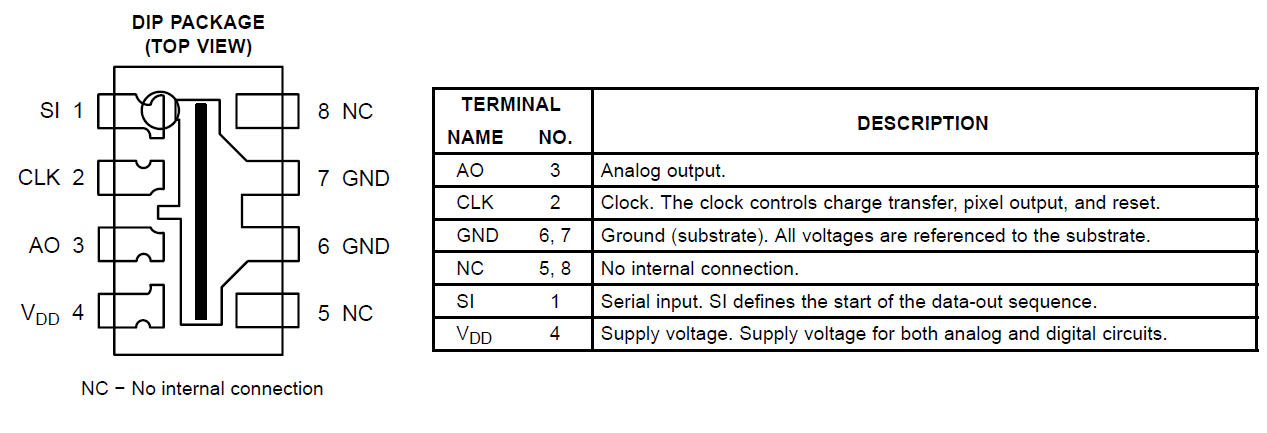 DIP PACKAGE
(TOP VIEW)
SI 1
8 NC
CLK 2
7 GND
AO 3
6 GND
VDD 4
5 NC
NC − No internal connection
TERMINAL
DESCRIPTION
NAME NO.
AO 3 Analog output.
CLK 2 Clock. The clock controls charge transfer, pixel output, and reset.
GND 6, 7 Ground (substrate). All voltages are referenced to the substrate.
NC 5, 8 No internal connection.
SI 1 Serial input. SI defines the start of the data-out sequence.
VDD 4 Supply voltage. Supply voltage for both analog and digital circuits.